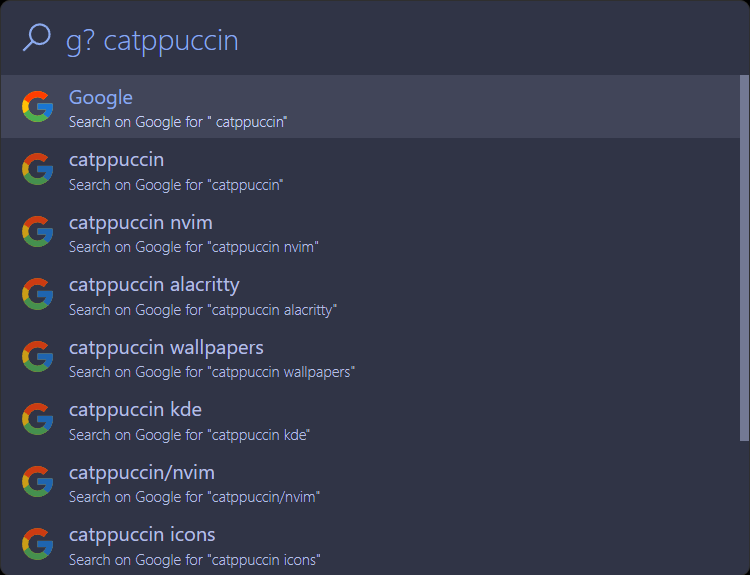 g? catppuccin
Google
Search on Google for " catppuccin"
catppuccin
Search on Google for "catppuccin"
catppuccin nvim
Search on Google for "catppuccin nvim"
catppuccin alacritty
Search on Google for "catppuccin alacritty"
catppuccin wallpapers
Search on Google for "catppuccin wallpapers"
catppuccin kde
Search on Google for "catppuccin kde"
catppuccin/nvim
Search on Google for "catppuccin/nvim"
catppuccin icons
Search on Google for "catppuccin icons"